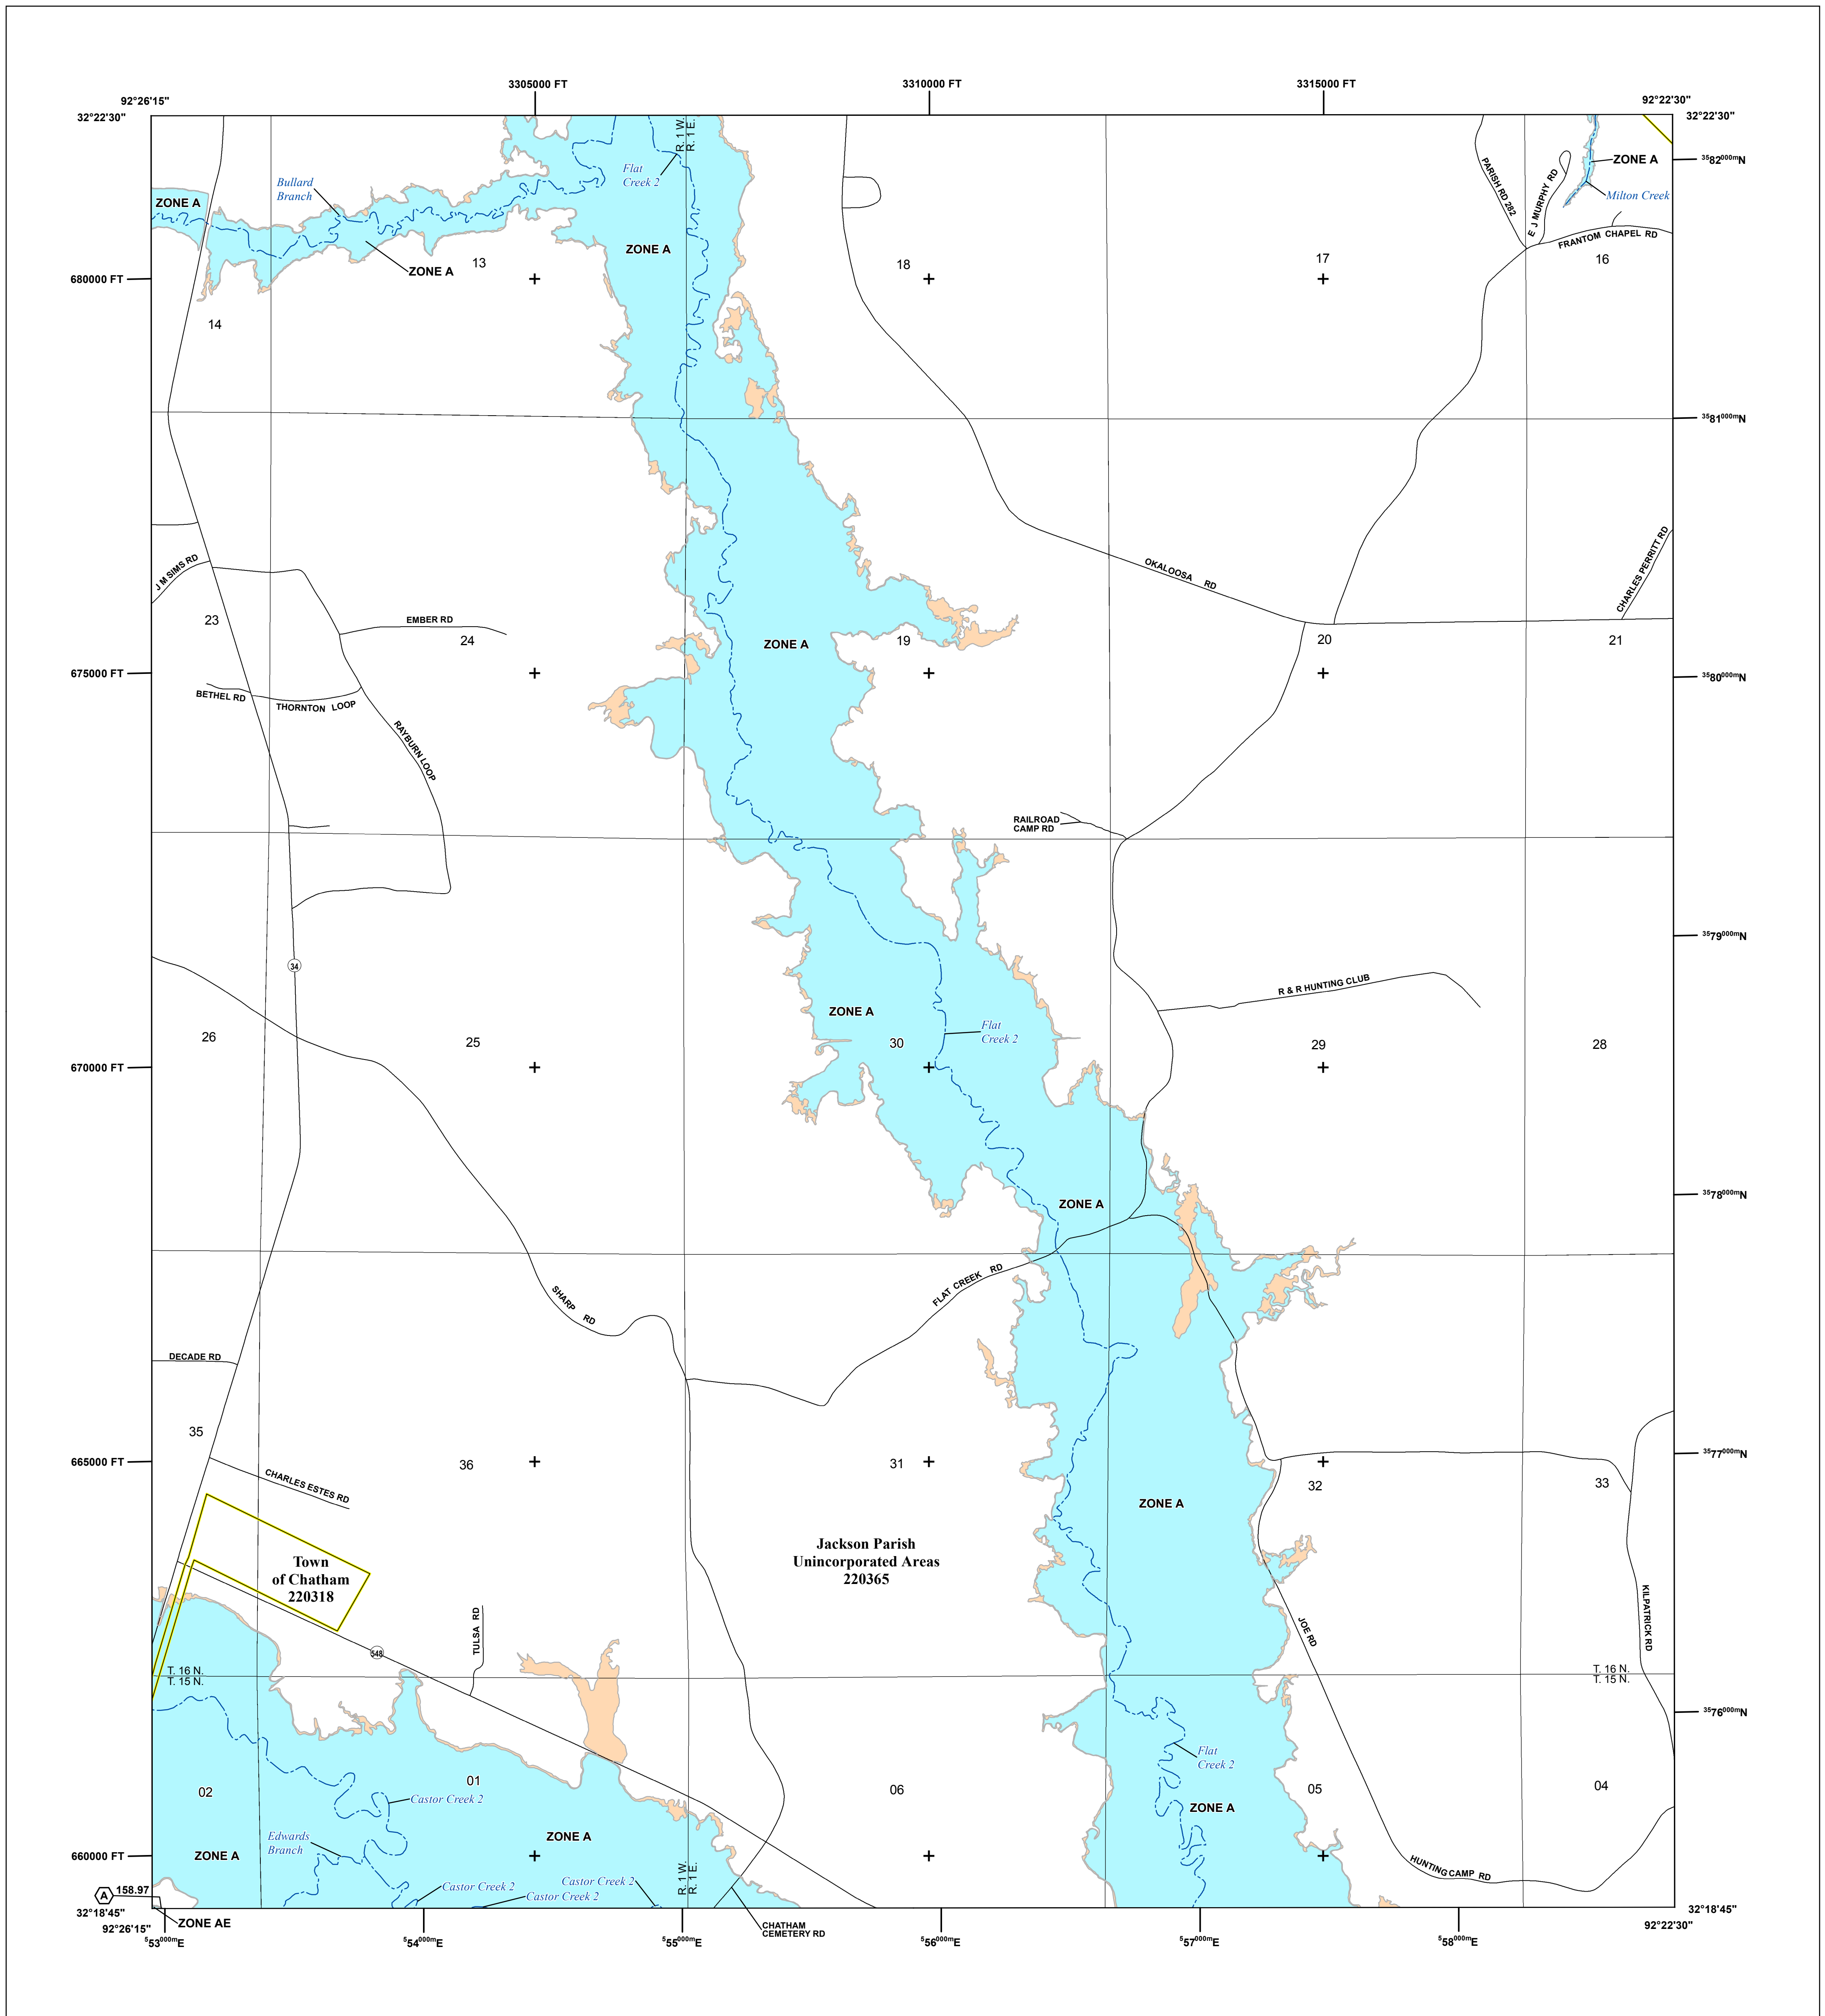 3305000 FT
3310000 FT
3315000 FT
92°26'15"
92°22'30"
32°22'30"
32°22'30"
R. 1 W.
R. 1 E.
3582000mN
ZONE A
Milton Creek
PARISH RD 282
E J MURPHY RD
FRANTOM CHAPEL RD
Flat
Creek 2
Bullard
Branch
ZONE A
ZONE A
ZONE A
13
18
17
16
680000 FT
14
3581000mN
J M SIMS RD
OKALOOSA RD
CHARLES PERRITT RD
23
EMBER RD
24
ZONE A
19
20
21
675000 FT
3580000mN
BETHEL RD
THORNTON LOOP
RAYBURN LOOP
RAILROAD
CAMP RD
3579000mN
34
R & R HUNTING CLUB
ZONE A
Flat
Creek 2
26
25
30
29
28
670000 FT
ZONE A
3578000mN
SHARP RD
FLAT CREEK RD
DECADE RD
35
36
31
32
33
665000 FT
3577000mN
CHARLES ESTES RD
ZONE A
Jackson Parish
Unincorporated Areas
220365
Town
of Chatham
220318
TULSA RD
548
JOE RD
KILPATRICK RD
T. 16 N.
T. 15 N.
T. 16 N.
T. 15 N.
3576000mN
Flat
Creek 2
02
01
06
05
04
Castor Creek 2
ZONE A
Edwards
Branch
ZONE A
ZONE A
660000 FT
HUNTING CAMP RD
R. 1 W.
R. 1 E.
Castor Creek 2
Castor Creek 2
Castor Creek 2
A
158.97
32°18'45"
92°26'15"
ZONE AE
CHATHAM
CEMETERY RD
32°18'45"
92°22'30"
553000mE
554000mE
555000mE
556000mE
557000mE
558000mE